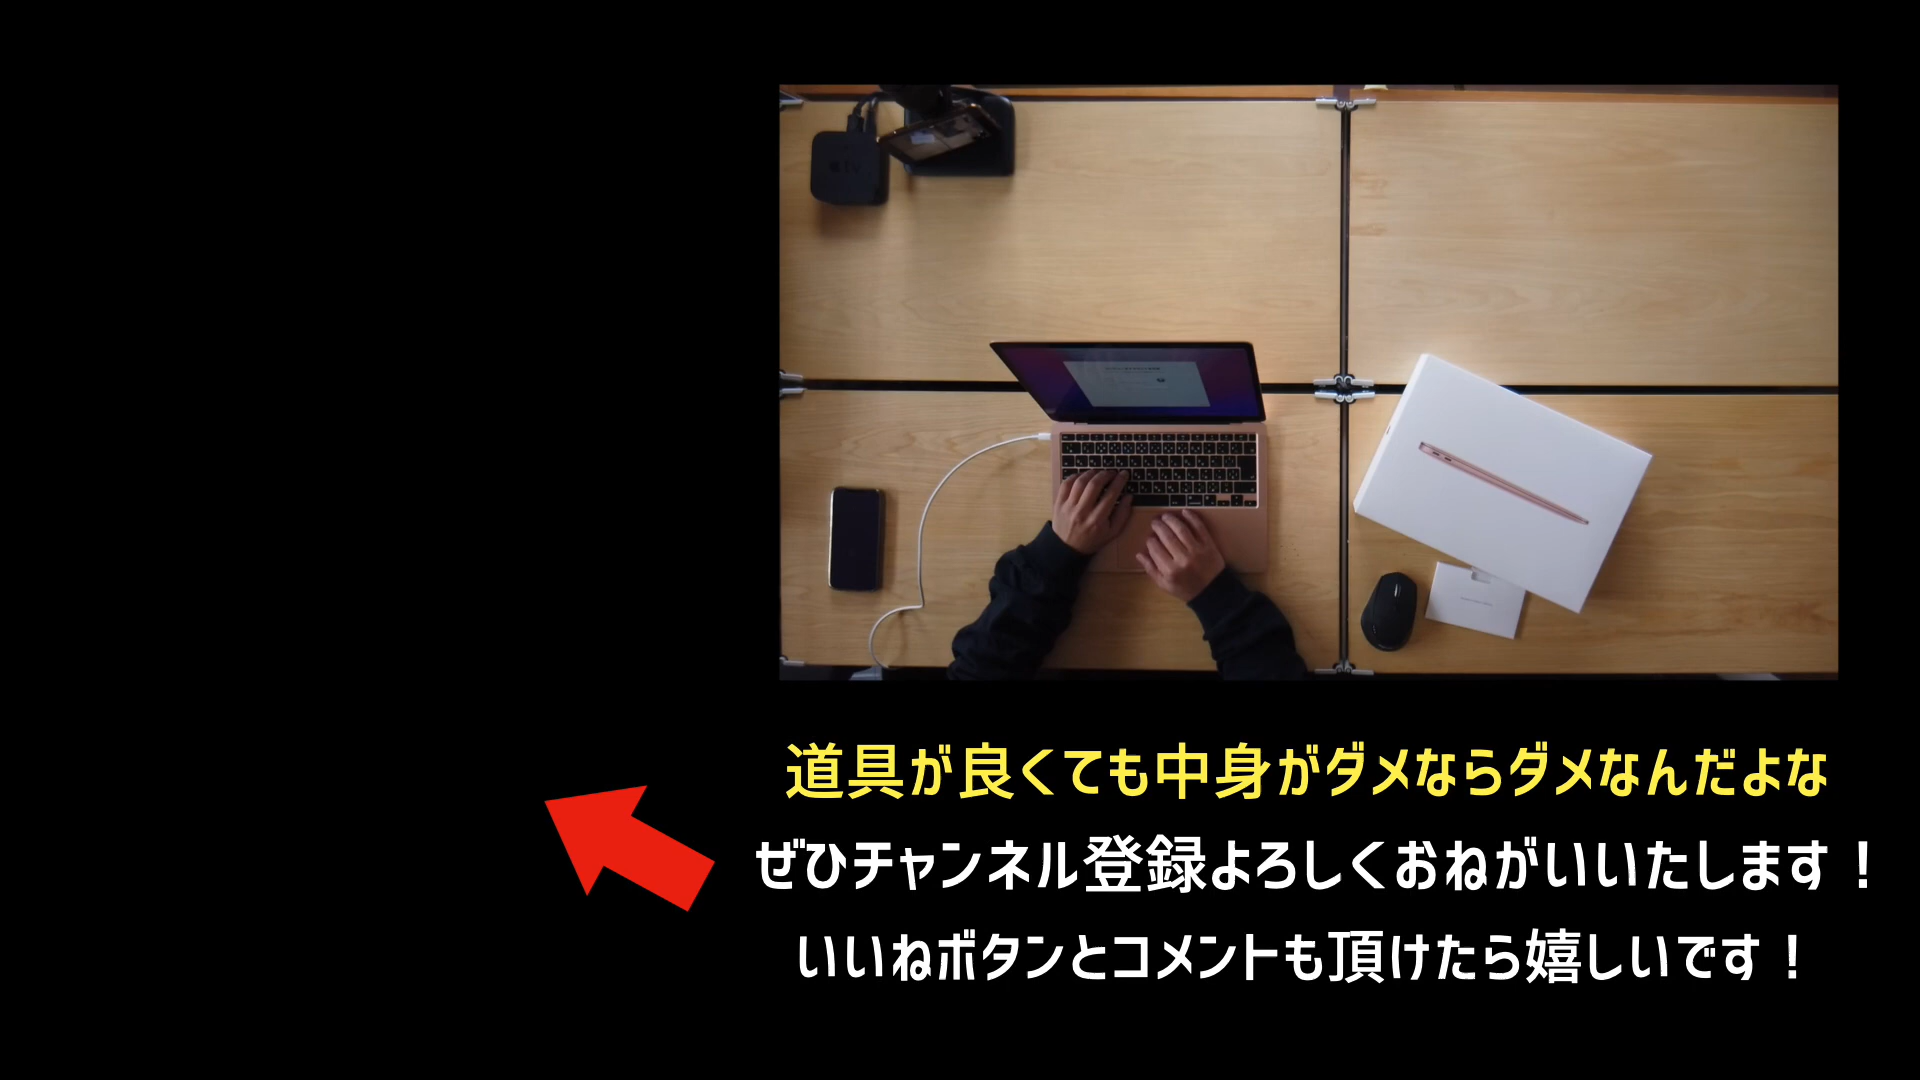 道具が良くても中身がダメならダメなんだよな
ぜひチャンネル登録よろしくおねがいいたします！
いいねボタンとコメントも頂けたら嬉しいです！